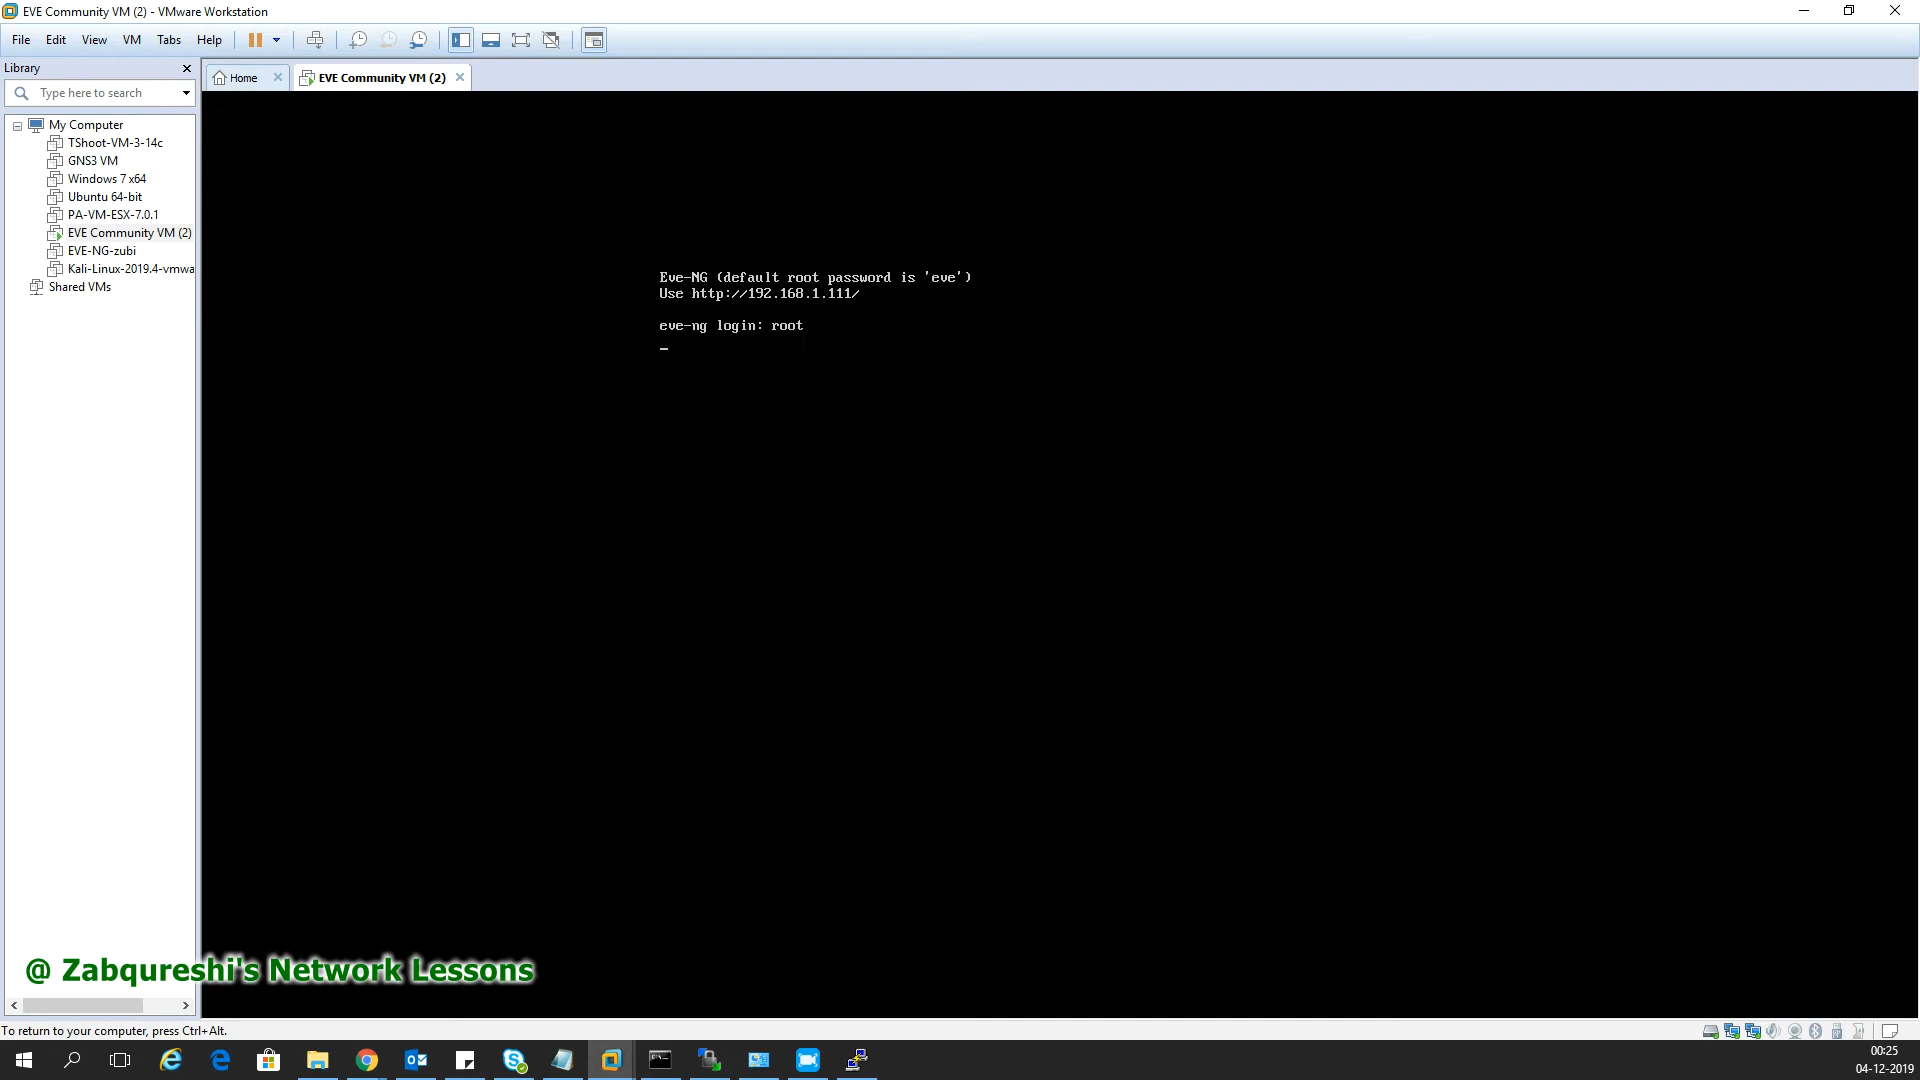 EVE Community VM (2) - VMware Workstation
File Edit View VM Tabs Help
Library
Type here to search
Home
EVE Community VM (2)
My Computer
TShoot-VM-3-14c
GNS3 VM
Windows 7 x64
Ubuntu 64-bit
PA-VM-ESX-7.0.1
EVE Community VM (2)
EVE-NG-zubi
Kali-Linux-2019.4-vmwa
Shared VMs
Eve-NG (default root password is 'eve')
Use http://192.168.1.111/
eve-ng login: root
_
@ Zabqureshi's Network Lessons
To return to your computer, press Ctrl+Alt.
00:25
04-12-2019